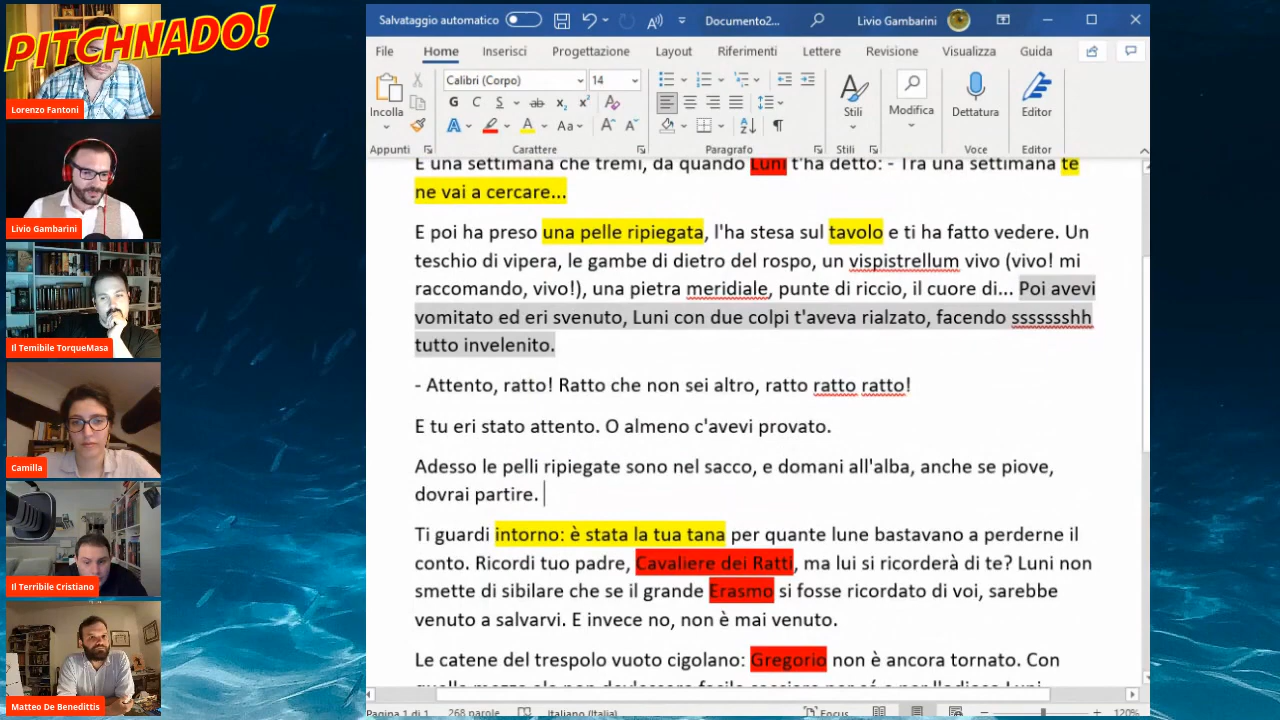 PITCHNADO!
Lorenzo Fantoni
Livio Gambarini
Il Temibile TorqueMasa
Camilla
Il Terribile Cristiano
Matteo De Benedittis
Salvataggio automatico
Documento2...
Livio Gambarini
File Home Inserisci Progettazione Layout Riferimenti Lettere Revisione Visualizza Guida
Calibri (Corpo) 14
Incolla
G C S ab x₂ x²
A A A Aa A A
Stili Modifica Dettatura Editor
Appunti Carattere Paragrafo Stili Voce Editor
È una settimana che tremi, da quando Luni t'ha detto: - Tra una settimana te
ne vai a cercare...
E poi ha preso una pelle ripiegata, l'ha stesa sul tavolo e ti ha fatto vedere. Un
teschio di vipera, le gambe di dietro del rospo, un vispistrellum vivo (vivo! mi
raccomando, vivo!), una pietra meridiale, punte di riccio, il cuore di... Poi avevi
vomitato ed eri svenuto, Luni con due colpi t'aveva rialzato, facendo ssssssshh
tutto invelenito.
- Attento, ratto! Ratto che non sei altro, ratto ratto ratto!
E tu eri stato attento. O almeno c'avevi provato.
Adesso le pelli ripiegate sono nel sacco, e domani all'alba, anche se piove,
dovrai partire.
Ti guardi intorno: è stata la tua tana per quante lune bastavano a perderne il
conto. Ricordi tuo padre, Cavaliere dei Ratti, ma lui si ricorderà di te? Luni non
smette di sibilare che se il grande Erasmo si fosse ricordato di voi, sarebbe
venuto a salvarvi. E invece no, non è mai venuto.
Le catene del trespolo vuoto cigolano: Gregorio non è ancora tornato. Con
Pagina 1 di 1 268 parole Italiano (Italia) Focus 120%